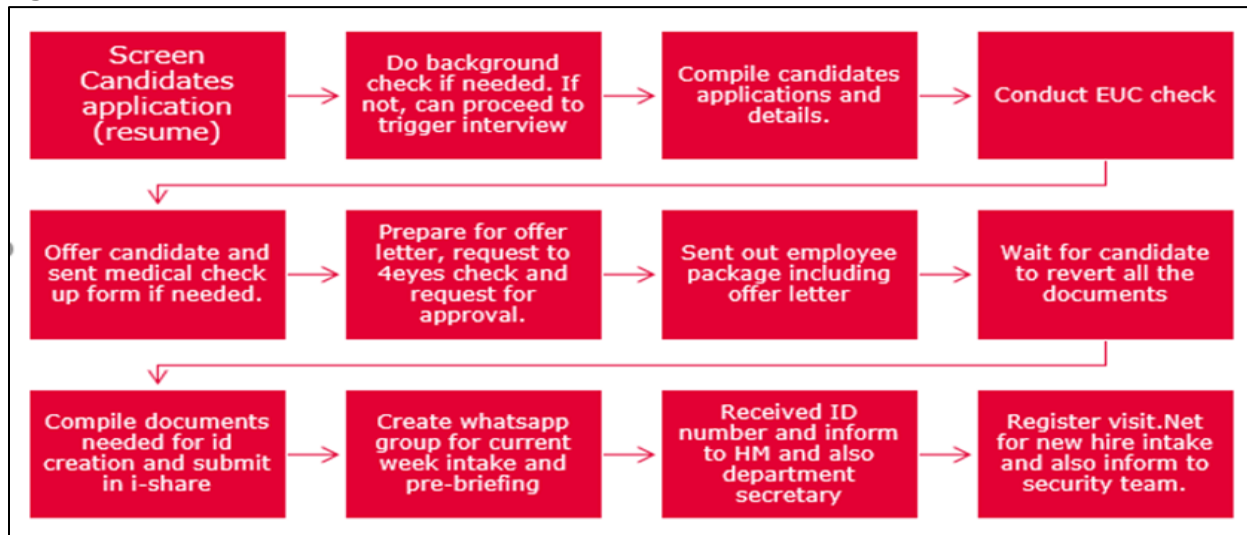 Screen
Candidates
application
(resume)
Do background
check if needed. If
not, can proceed to
trigger interview
Compile candidates
applications and
details.
Conduct EUC check
Offer candidate and
sent medical check
up form if needed.
Prepare for offer
letter, request to
4eyes check and
request for
approval.
Sent out employee
package including
offer letter
Wait for candidate
to revert all the
documents
Compile documents
needed for id
creation and submit
in i-share
Create whatsapp
group for current
week intake and
pre-briefing
Received ID
number and inform
to HM and also
department
secretary
Register visit.Net
for new hire intake
and also inform to
security team.